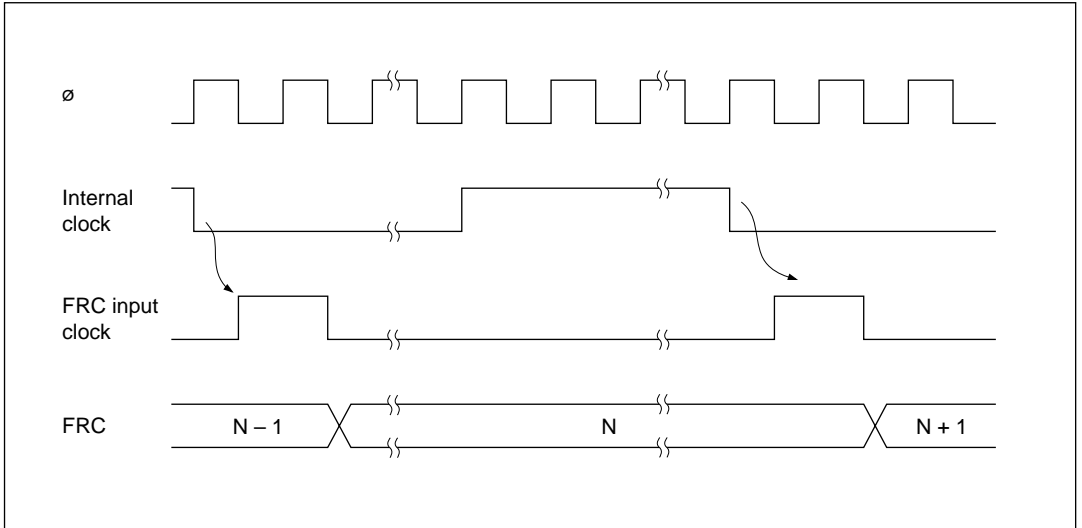 ø
Internal
clock
FRC input
clock
FRC
N – 1
N
N + 1